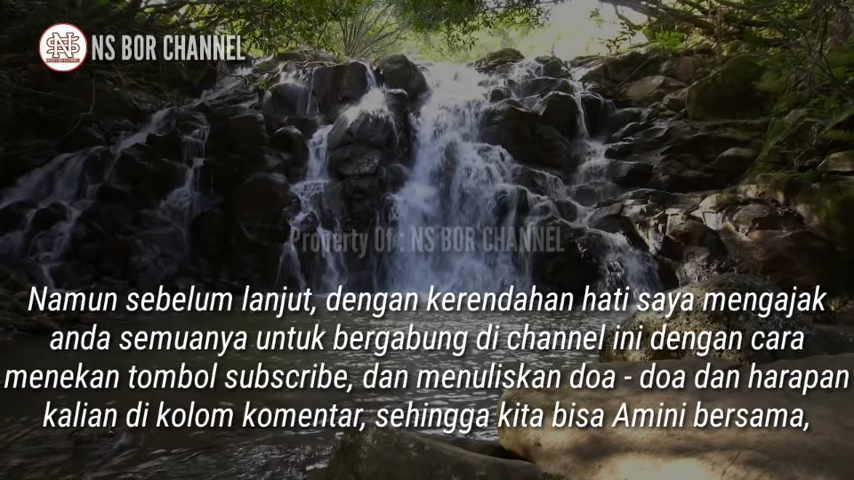 NS BOR CHANNEL
Property Of : NS BOR CHANNEL
Namun sebelum lanjut, dengan kerendahan hati saya mengajak
anda semuanya untuk bergabung di channel ini dengan cara
menekan tombol subscribe, dan menuliskan doa - doa dan harapan
kalian di kolom komentar, sehingga kita bisa Amini bersama,